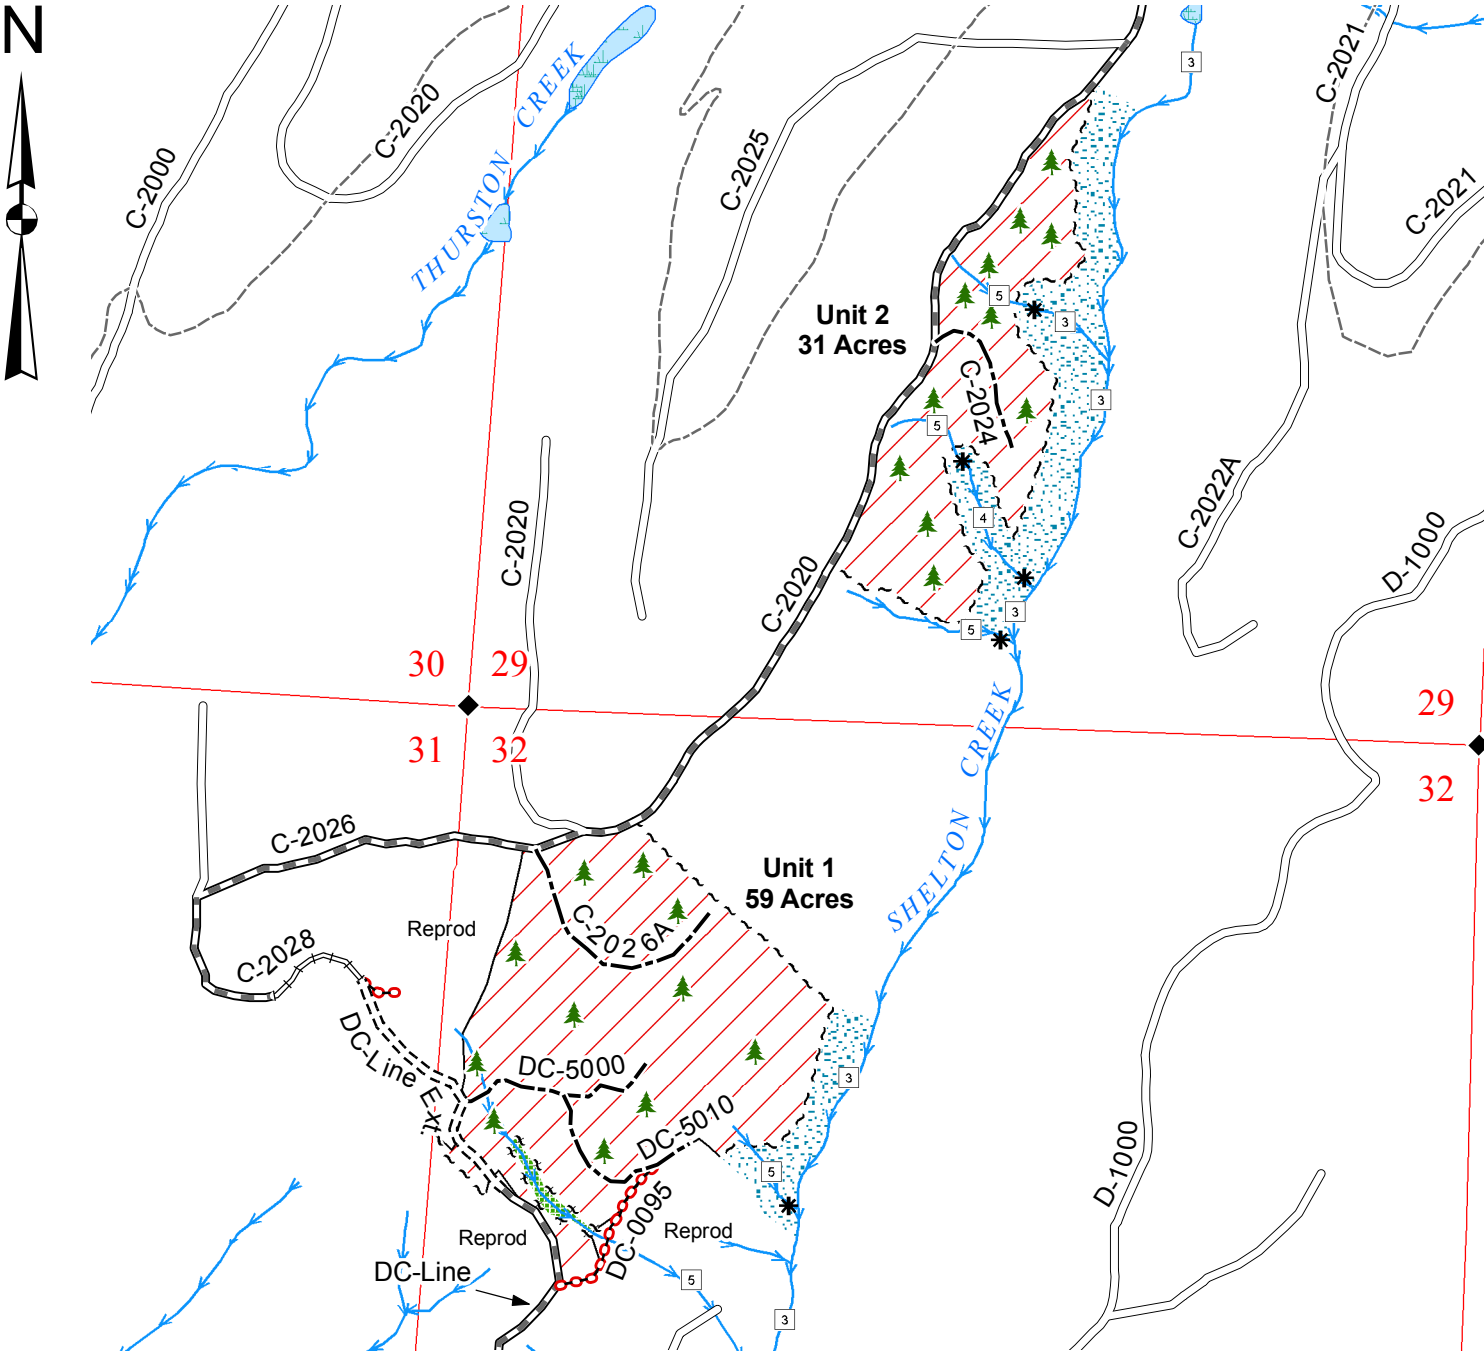 N
THURSTON CREEK
C-2000
C-2020
C-2025
C-2021
C-2021
3
Unit 2
31 Acres
5
3
3
C-2024
5
4
C-2020
C-2020
C-2022A
D-1000
3
5
30
29
31
32
29
32
SHELTON CREEK
C-2026
Unit 1
59 Acres
Reprod
C-2026A
C-2028
DC-Line Ext.
DC-5000
3
DC-5010
5
D-1000
DC-0095
Reprod
Reprod
DC-Line
5
3